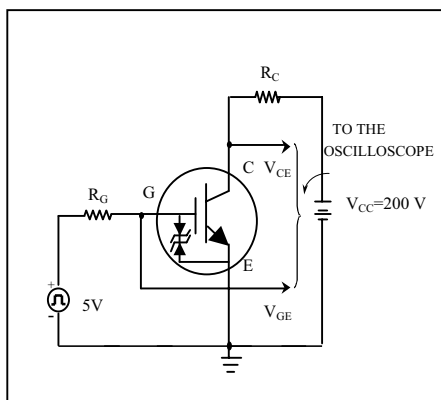 R_C
TO THE
OSCILLOSCOPE
C V_CE
G
R_G
V_CC=200 V
E
+
5V
-
V_GE